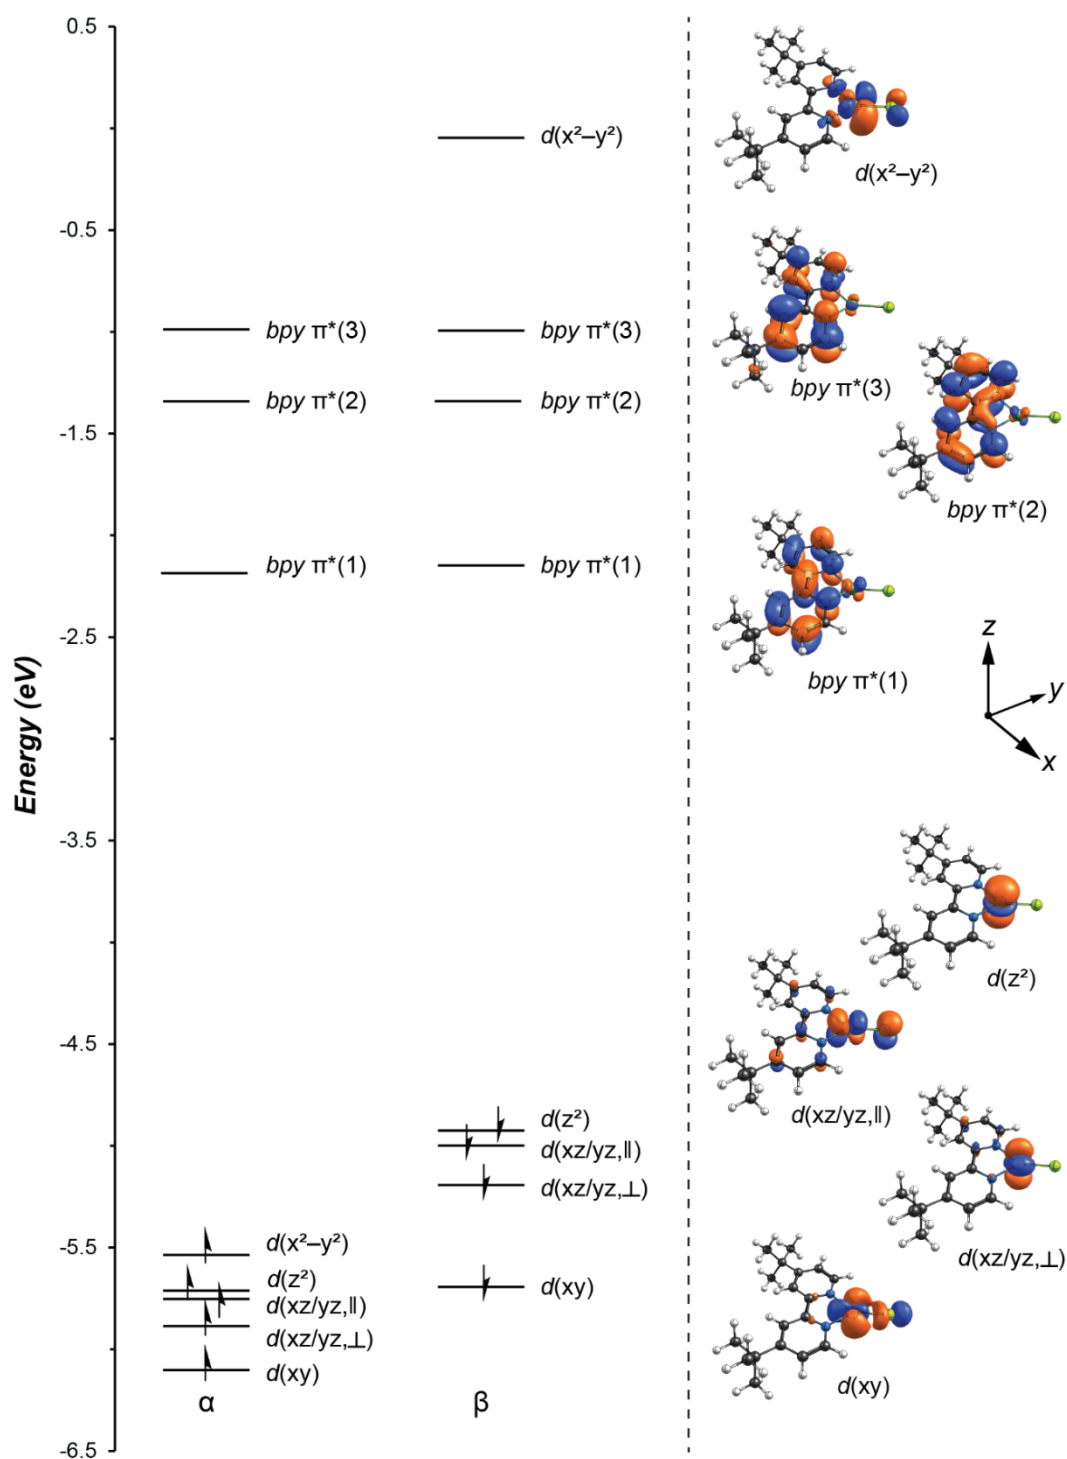 0.5
-0.5
-1.5
-2.5
-3.5
-4.5
-5.5
-6.5
Energy (eV)
d(x²–y²)
bpy π*(3)
bpy π*(2)
bpy π*(1)
d(z²)
d(xz/yz,ǁ)
d(xz/yz,⊥)
d(xy)
α
d(x²–y²)
bpy π*(3)
bpy π*(2)
bpy π*(1)
d(z²)
d(xz/yz,ǁ)
d(xz/yz,⊥)
d(xy)
β
d(x²–y²)
bpy π*(3)
bpy π*(2)
bpy π*(1)
z
y
x
d(z²)
d(xz/yz,ǁ)
d(xz/yz,⊥)
d(xy)